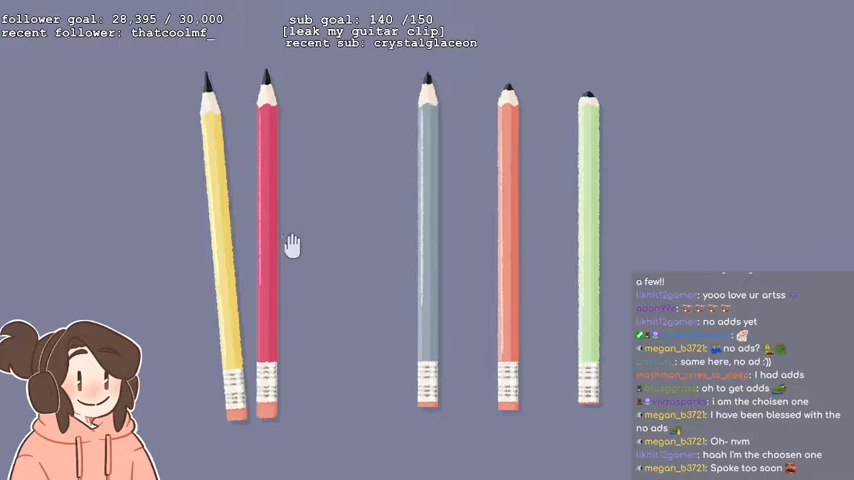 follower goal: 28,395 / 30,000
recent follower: thatcoolmf_
sub goal: 140 /150
[leak my guitar clip]
recent sub: crystalglaceon
a few!!
likhit12gamer: yooo love ur artss
adan99x:
likhit12gamer: no adds yet
megan_b3721: no ads?
: same here, no ad :))
mothman_cries_to_sleep: I had adds
: oh to get adds
: i am the choisen one
megan_b3721: I have been blessed with the
no ads
megan_b3721: Oh- nvm
likhit12gamer: haah I'm the choosen one
megan_b3721: Spoke too soon